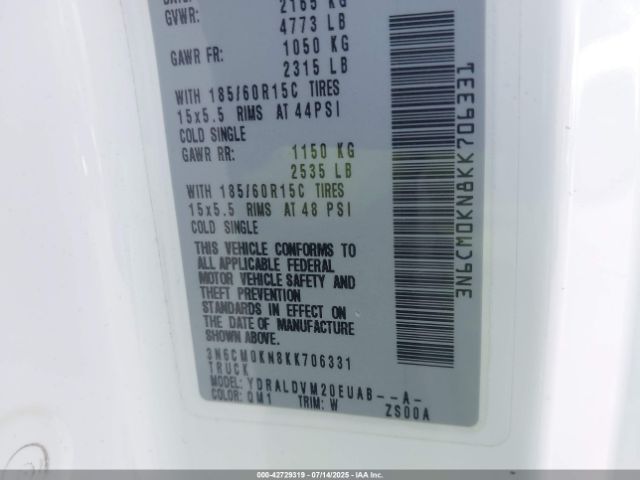 2165 KG
GVWR: 4773 LB
GAWR FR: 1050 KG
2315 LB
WITH 185/60R15C TIRES
15x5.5 RIMS AT 44PSI
COLD SINGLE
GAWR RR: 1150 KG
2535 LB
WITH 185/60R15C TIRES
15x5.5 RIMS AT 48 PSI
COLD SINGLE
THIS VEHICLE CONFORMS TO
ALL APPLICABLE FEDERAL
MOTOR VEHICLE SAFETY AND
THEFT PREVENTION
STANDARDS IN EFFECT ON
THE DATE OF MANUFACTURE
SHOWN ABOVE.
3N6CM0KN8KK706331
TRUCK
MODEL: YDRALDVM20EUAB--A-
COLOR: QM1 TRIM: W ZS00A
3N6CM0KN8KK706331
000-42729319 - 07/14/2025 - IAAI.COM